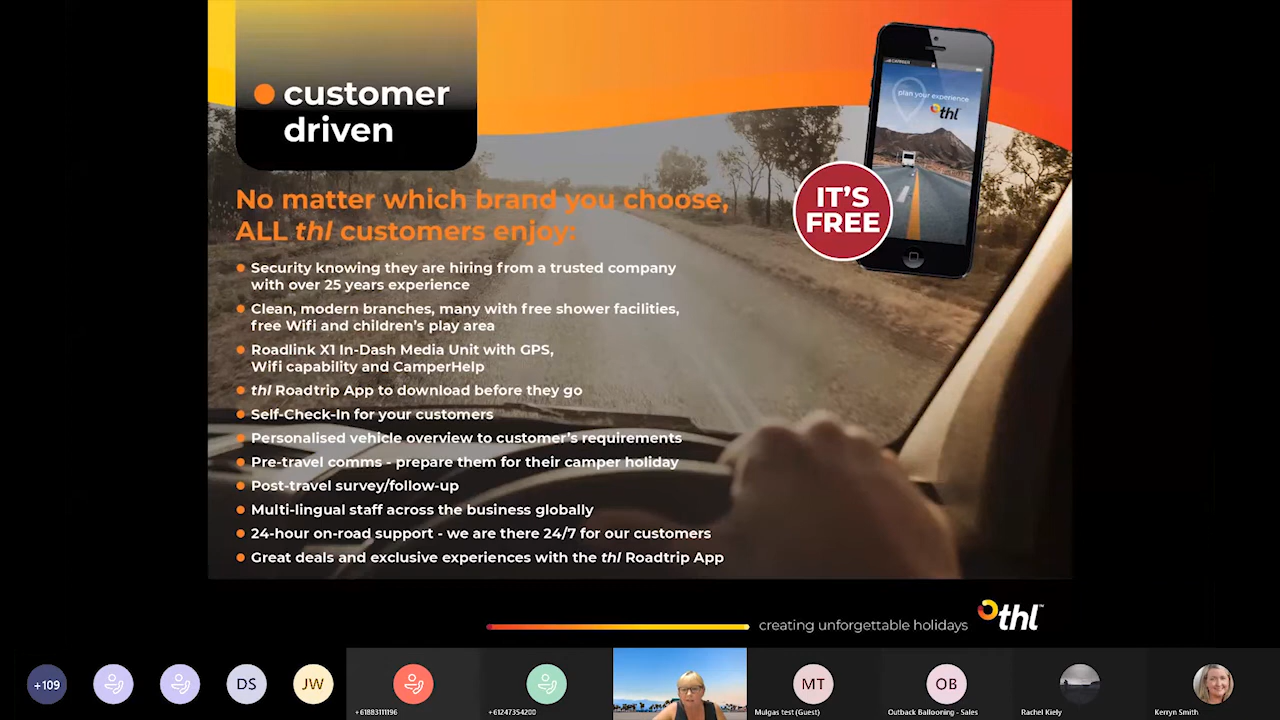 customer
driven
No matter which brand you choose,
ALL thl customers enjoy:
Security knowing they are hiring from a trusted company
with over 25 years experience
Clean, modern branches, many with free shower facilities,
free Wifi and children's play area
Roadlink X1 In-Dash Media Unit with GPS,
Wifi capability and CamperHelp
thl Roadtrip App to download before they go
Self-Check-In for your customers
Personalised vehicle overview to customer's requirements
Pre-travel comms - prepare them for their camper holiday
Post-travel survey/follow-up
Multi-lingual staff across the business globally
24-hour on-road support - we are there 24/7 for our customers
Great deals and exclusive experiences with the thl Roadtrip App
plan your experience
thl
IT'S
FREE
creating unforgettable holidays
thl™
+109
DS
JW
+61883111196
+61247354200
MT
Mulgas test (Guest)
OB
Outback Ballooning - Sales
Rachel Kiely
Kerryn Smith